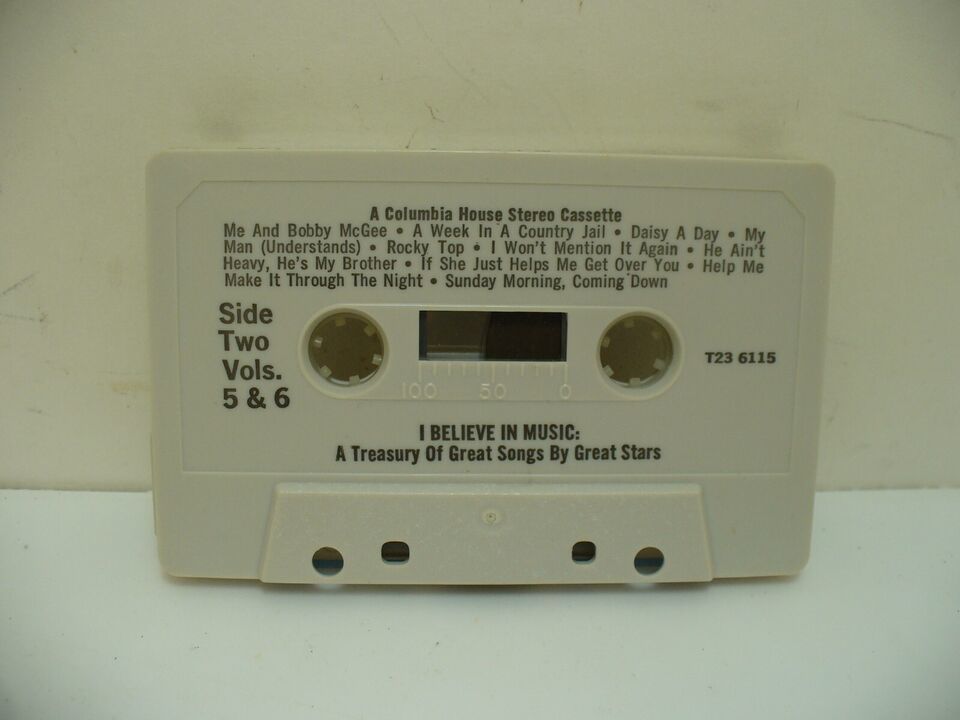 A Columbia House Stereo Cassette
Me And Bobby McGee • A Week In A Country Jail • Daisy A Day • My
Man (Understands) • Rocky Top • I Won't Mention It Again • He Ain't
Heavy, He's My Brother • If She Just Helps Me Get Over You • Help Me
Make It Through The Night • Sunday Morning, Coming Down
Side
Two
Vols.
5 & 6
T23 6115
100 50 0
I BELIEVE IN MUSIC:
A Treasury Of Great Songs By Great Stars